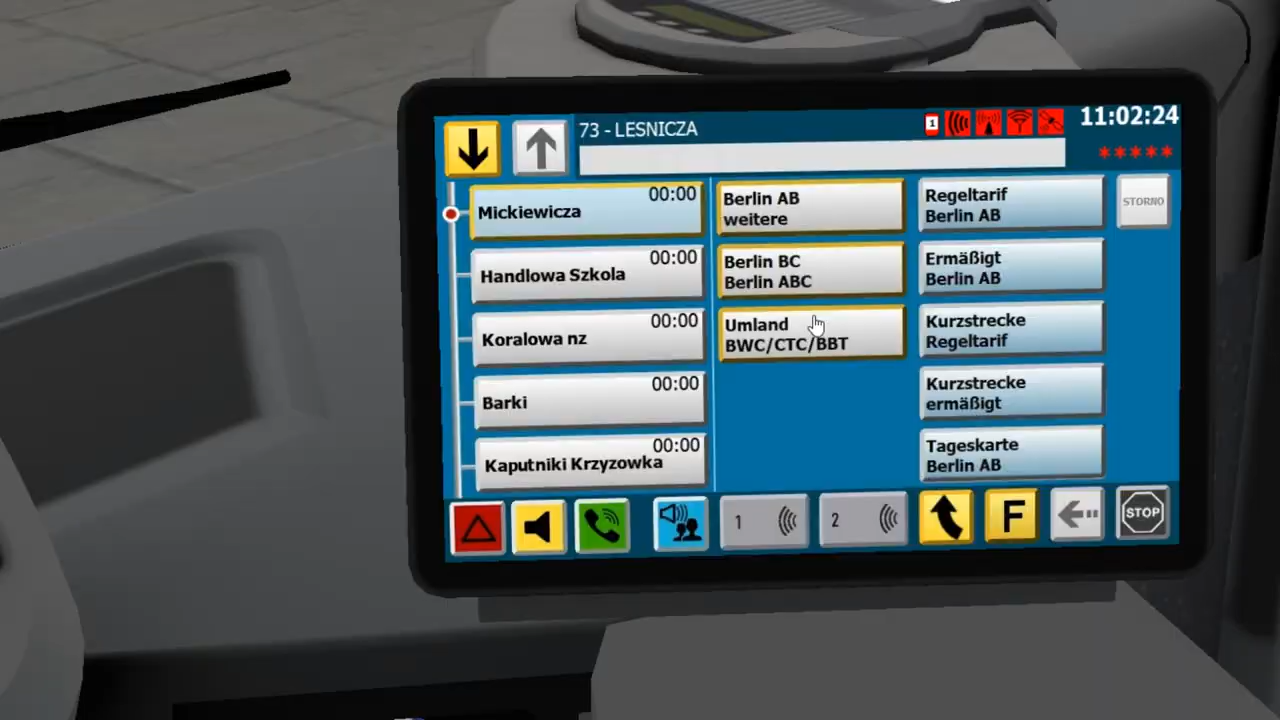 73 - LESNICZA
1
11:02:24
*****
Mickiewicza
00:00
Handlowa Szkola
00:00
Koralowa nz
00:00
Barki
00:00
Kaputniki Krzyzowka
00:00
Berlin AB
weitere
Berlin BC
Berlin ABC
Umland
BWC/CTC/BBT
Regeltarif
Berlin AB
Ermäßigt
Berlin AB
Kurzstrecke
Regeltarif
Kurzstrecke
ermäßigt
Tageskarte
Berlin AB
STORNO
1
2
F
STOP